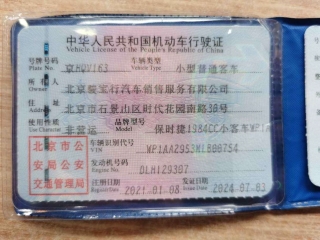 中华人民共和国机动车行驶证
Vehicle License of the People's Republic of China
号牌号码 京HQV163 车辆类型 小型普通客车
Plate No. Vehicle Type
所有人 北京骏宝行汽车销售服务有限公司
Owner
住址 北京市石景山区时代花园南路38号
Address
使用性质 非营运 品牌型号 保时捷1984CC小客车WP1AA
Use Character Model
北京市公安局公安交通管理局
车辆识别代号 WP1AA2953MLB08754
VIN
发动机号码 DLH129307
Engine No.
注册日期 2021-01-08 发证日期 2024-07-03
Register Date Issue Date